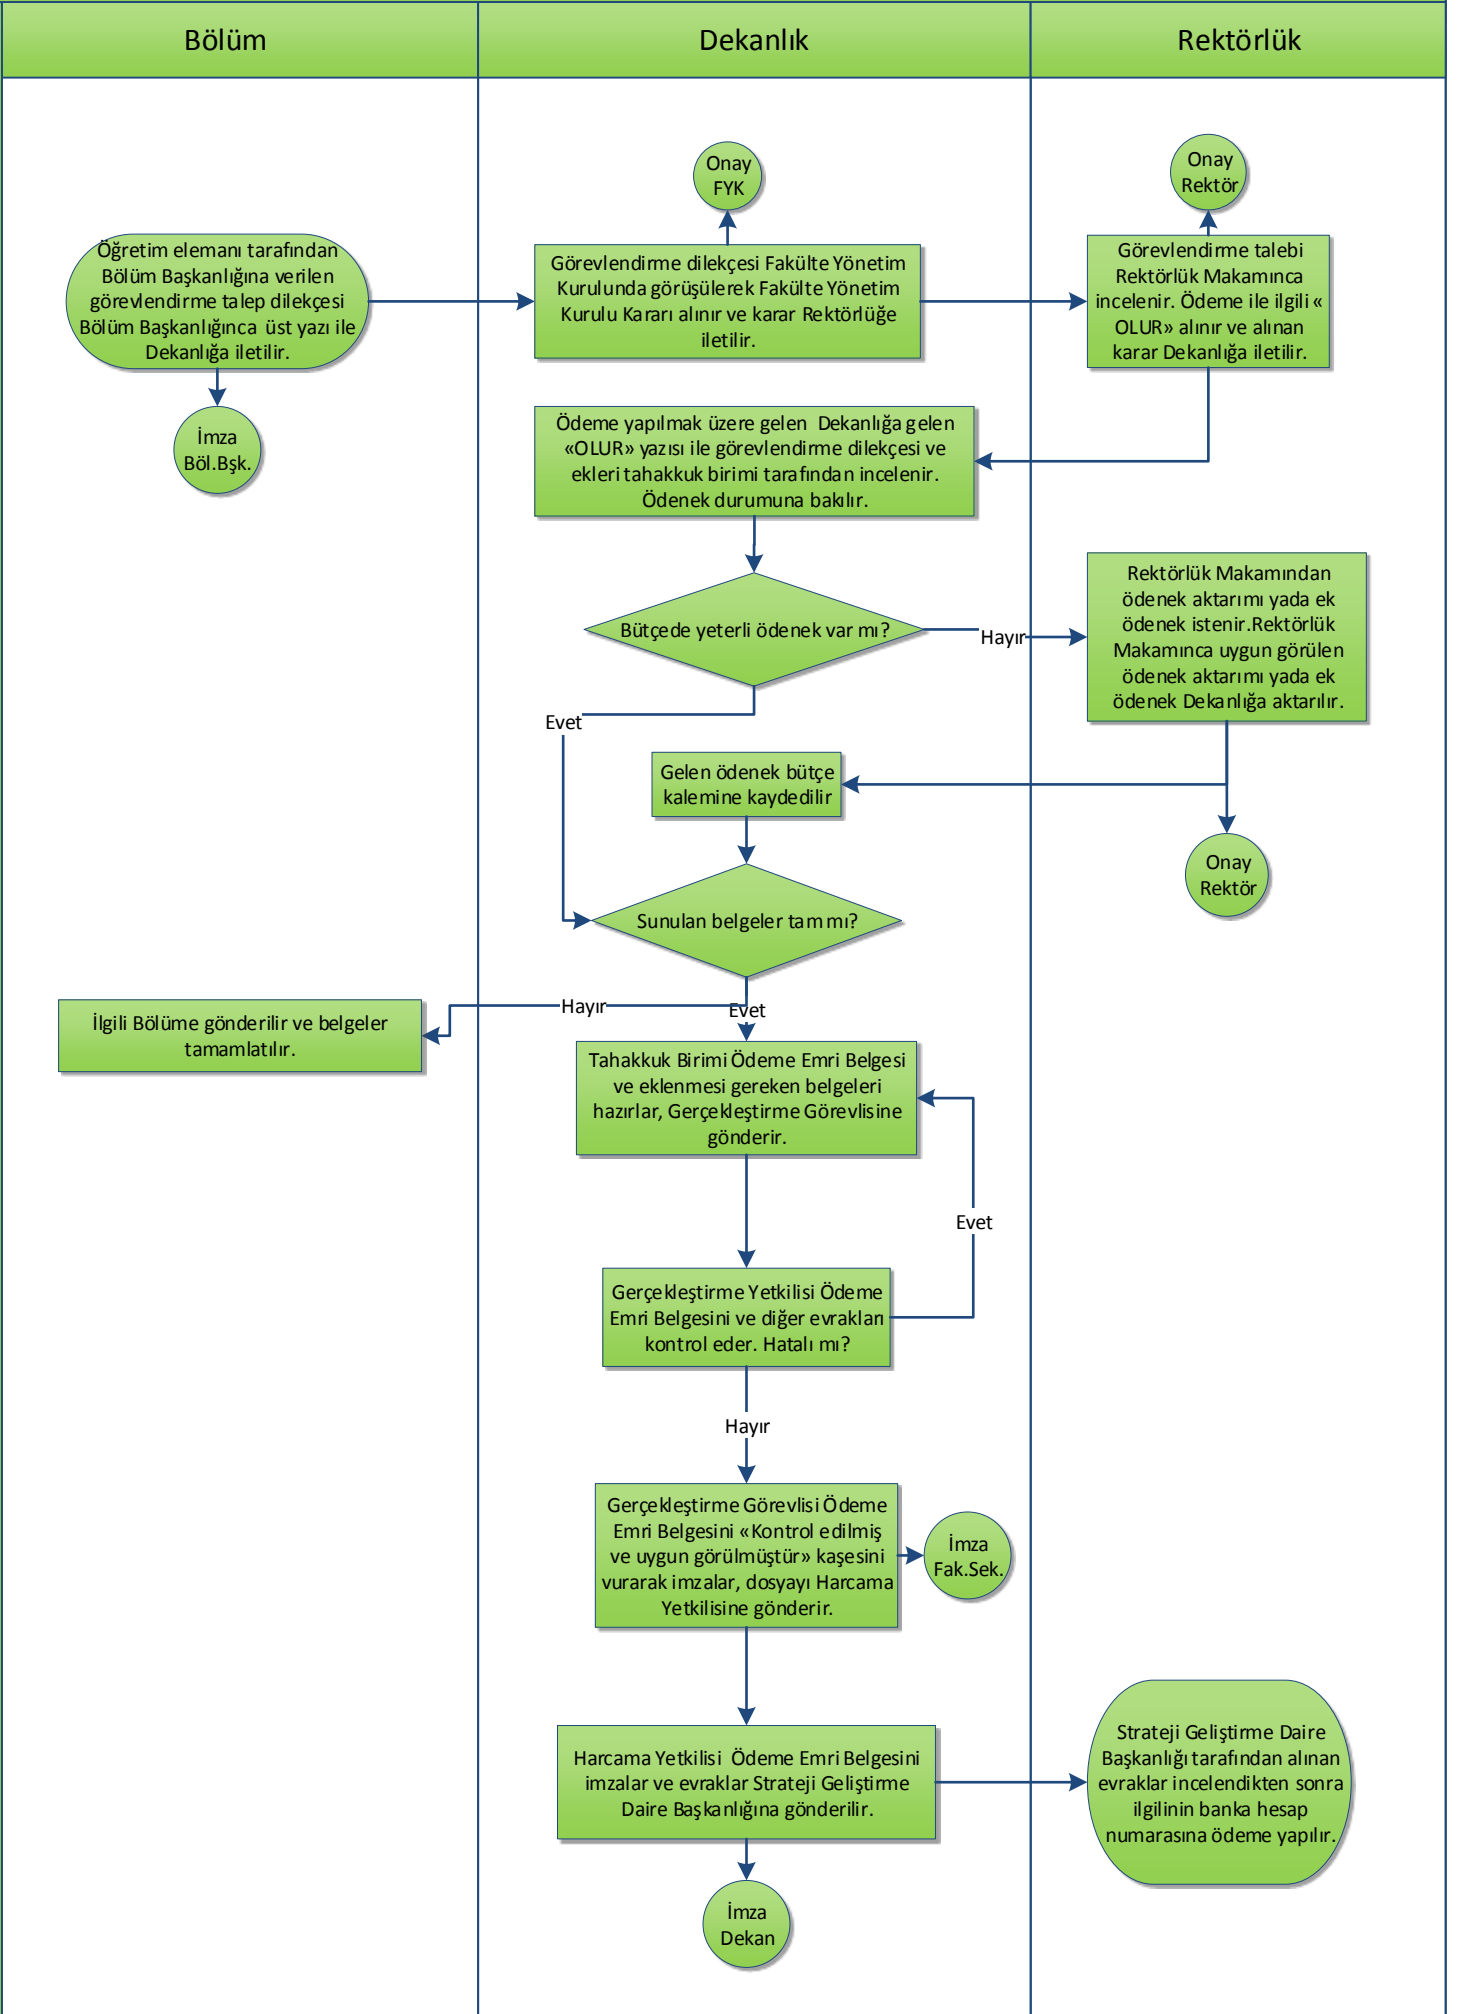 Bölüm
Dekanlık
Rektörlük
Onay
FYK
Onay
Rektör
Öğretim elemanı tarafından
Bölüm Başkanlığına verilen
görevlendirme talep dilekçesi
Bölüm Başkanlığınca üst yazı ile
Dekanlığa iletilir.
Görevlendirme dilekçesi Fakülte Yönetim
Kurulunda görüşülerek Fakülte Yönetim
Kurulu Kararı alınır ve karar Rektörlüğe
iletilir.
Görevlendirme talebi
Rektörlük Makamınca
incelenir. Ödeme ile ilgili «
OLUR» alınır ve alınan
karar Dekanlığa iletilir.
İmza
Böl.Bşk.
Ödeme yapılmak üzere gelen Dekanlığa gelen
«OLUR» yazısı ile görevlendirme dilekçesi ve
ekleri tahakkuk birimi tarafından incelenir.
Ödenek durumuna bakılır.
Bütçede yeterli ödenek var mı?
Hayır
Rektörlük Makamından
ödenek aktarımı yada ek
ödenek istenir.Rektörlük
Makamınca uygun görülen
ödenek aktarımı yada ek
ödenek Dekanlığa aktarılır.
Evet
Gelen ödenek bütçe
kalemine kaydedilir
Onay
Rektör
Sunulan belgeler tam mı?
Hayır
Evet
İlgili Bölüme gönderilir ve belgeler
tamamlatılır.
Tahakkuk Birimi Ödeme Emri Belgesi
ve eklenmesi gereken belgeleri
hazırlar, Gerçekleştirme Görevlisine
gönderir.
Evet
Gerçekleştirme Yetkilisi Ödeme
Emri Belgesini ve diğer evrakları
kontrol eder. Hatalı mı?
Hayır
Gerçekleştirme Görevlisi Ödeme
Emri Belgesini «Kontrol edilmiş
ve uygun görülmüştür» kaşesini
vurarak imzalar, dosyayı Harcama
Yetkilisine gönderir.
İmza
Fak.Sek.
Harcama Yetkilisi Ödeme Emri Belgesini
imzalar ve evraklar Strateji Geliştirme
Daire Başkanlığına gönderilir.
Strateji Geliştirme Daire
Başkanlığı tarafından alınan
evraklar incelendikten sonra
ilgilinin banka hesap
numarasına ödeme yapılır.
İmza
Dekan